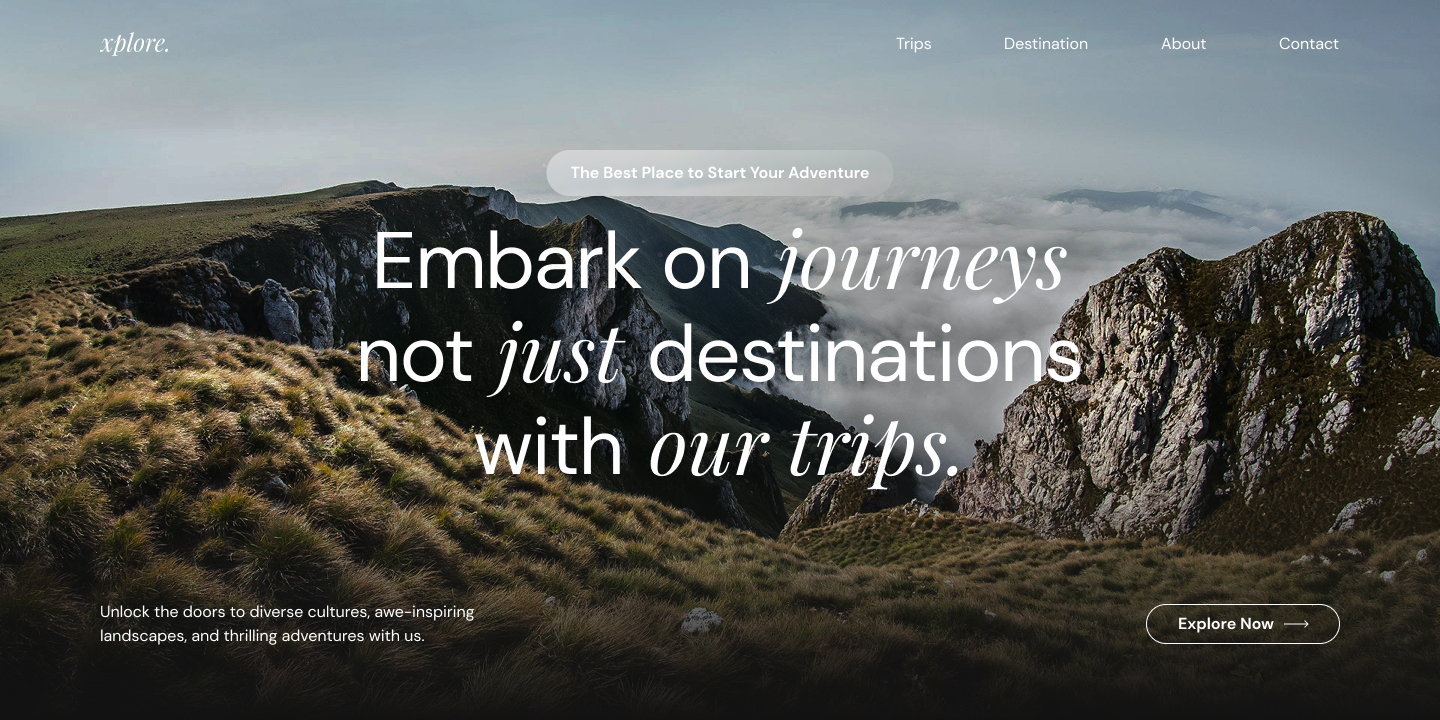 xplore.
Trips
Destination
About
Contact
The Best Place to Start Your Adventure
Embark on journeys
not just destinations
with our trips.
Unlock the doors to diverse cultures, awe-inspiring
landscapes, and thrilling adventures with us.
Explore Now